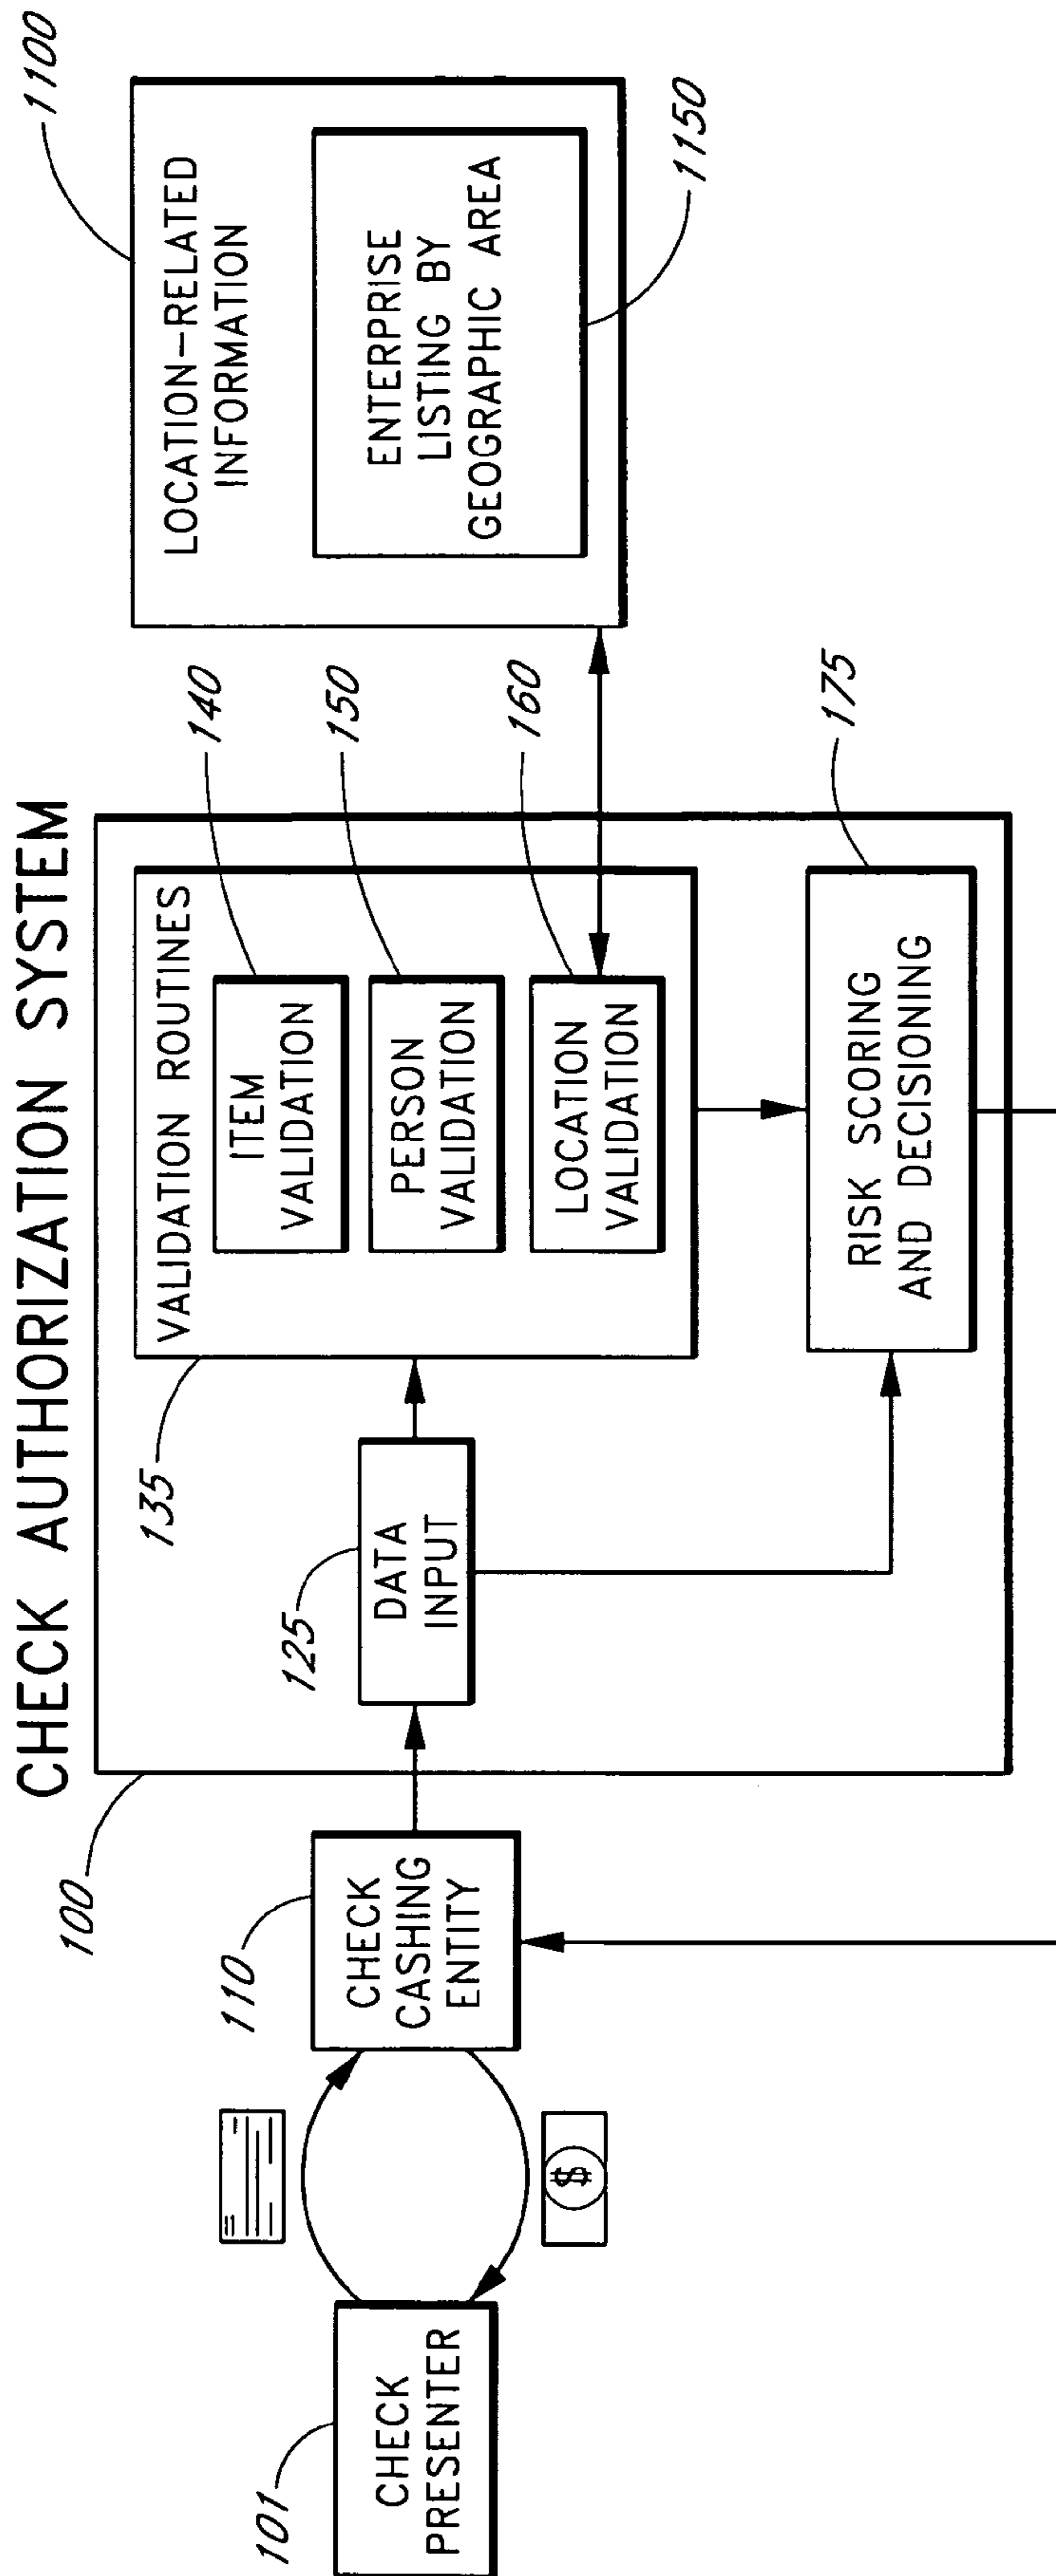 CHECK AUTHORIZATION SYSTEM
100
101
CHECK
PRESENTER
$
110
CHECK
CASHING
ENTITY
125
DATA
INPUT
135
VALIDATION ROUTINES
140
ITEM
VALIDATION
150
PERSON
VALIDATION
160
LOCATION
VALIDATION
175
RISK SCORING
AND DECISIONING
1100
LOCATION-RELATED
INFORMATION
ENTERPRISE
LISTING BY
GEOGRAPHIC AREA
1150